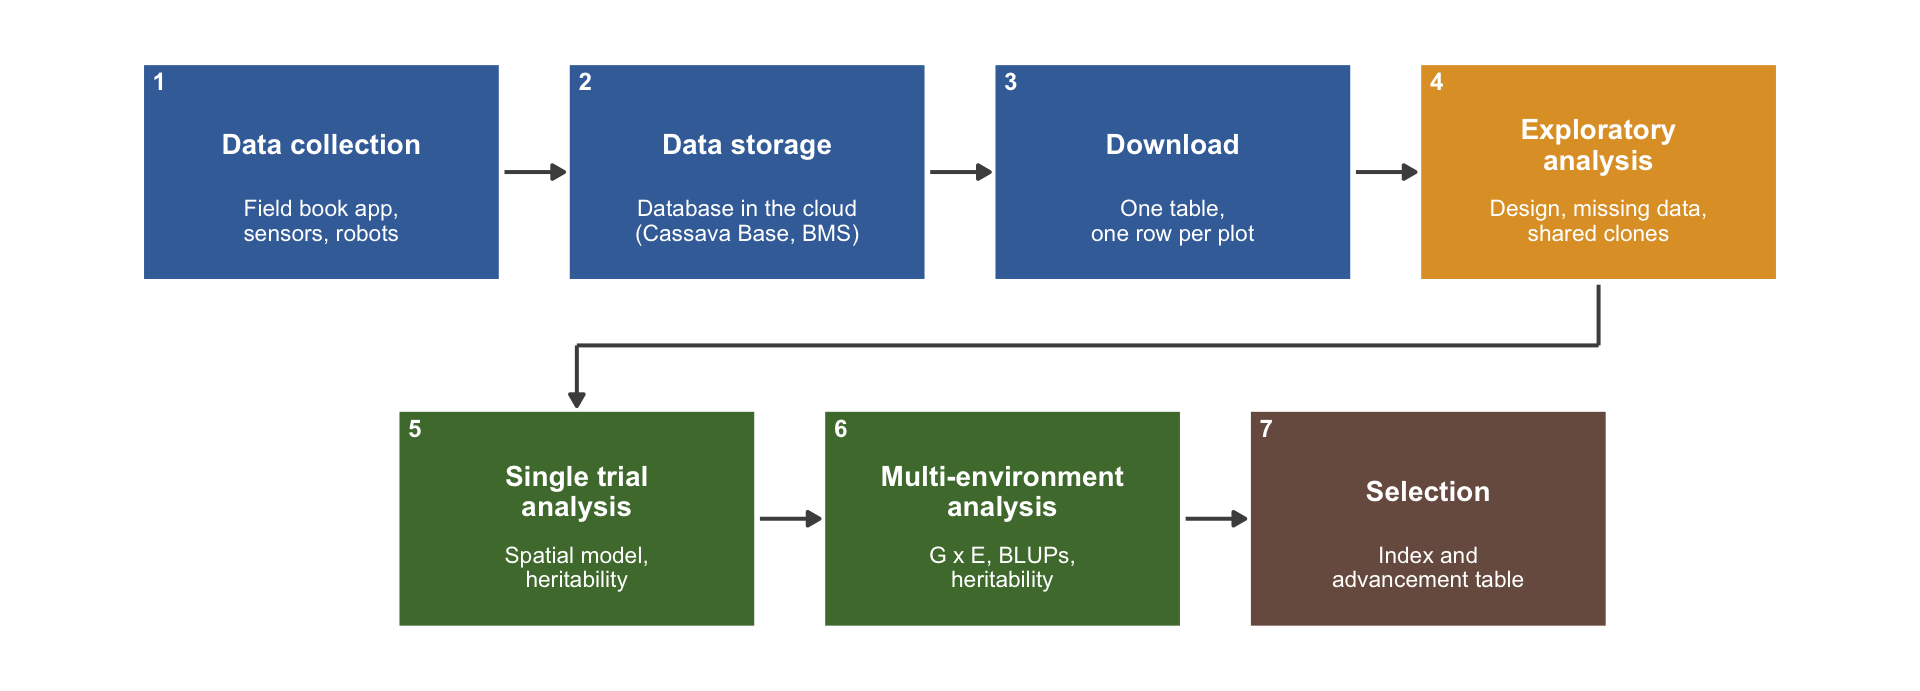 1
Data collection
Field book app,
sensors, robots
2
Data storage
Database in the cloud
(Cassava Base, BMS)
3
Download
One table,
one row per plot
4
Exploratory
analysis
Design, missing data,
shared clones
5
Single trial
analysis
Spatial model,
heritability
6
Multi-environment
analysis
G x E, BLUPs,
heritability
7
Selection
Index and
advancement table